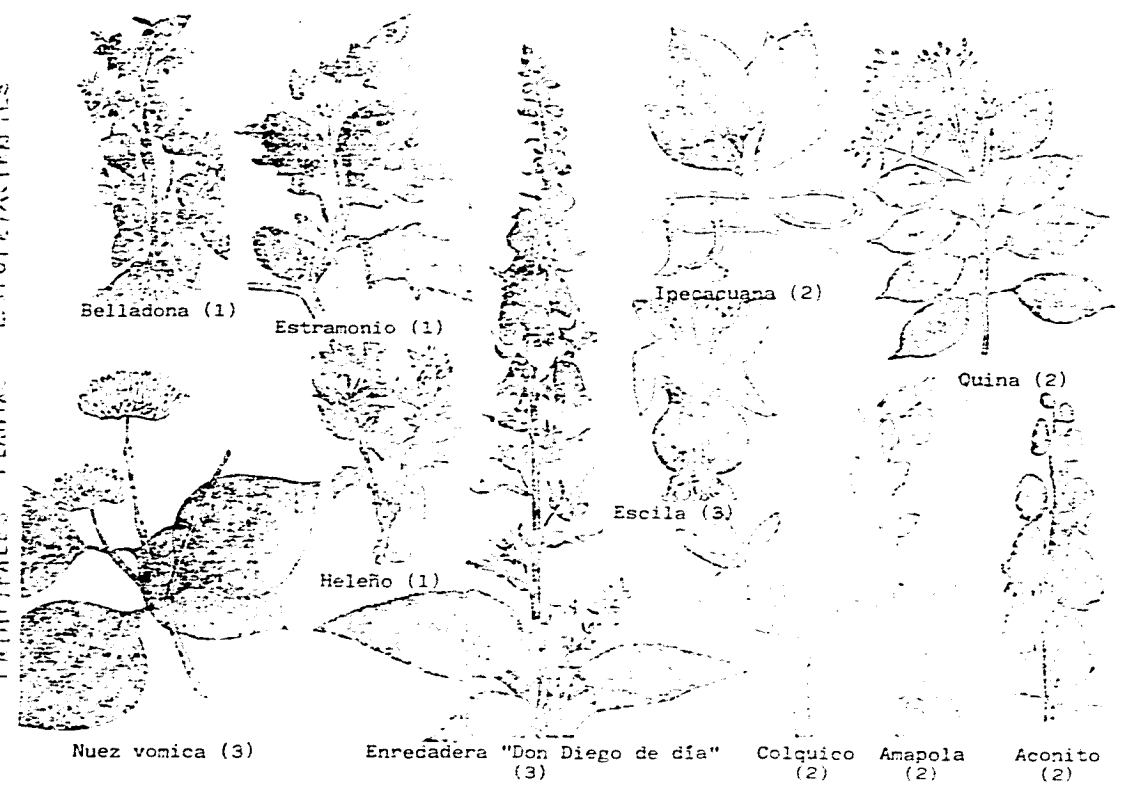 Belladona (1)
Estramonio (1)
Ipecacuana (2)
Quina (2)
Escila (3)
Heleño (1)
Nuez vomica (3)
Enredadera "Don Diego de día"
(3)
Colquico
(2)
Amapola
(2)
Aconito
(2)